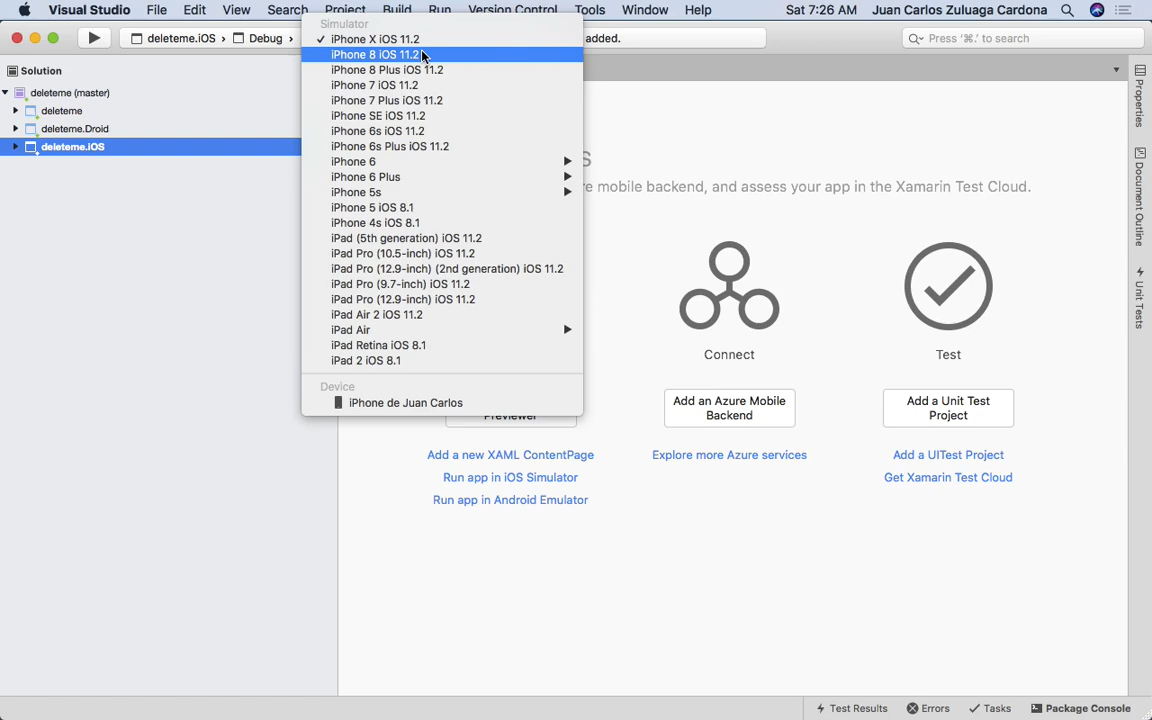 Visual Studio File Edit View Search Project Build Run Version Control Tools Window Help Sat 7:26 AM Juan Carlos Zuluaga Cardona
deleteme.iOS › Debug › added. Press '⌘.' to search
Simulator
✓ iPhone X iOS 11.2
iPhone 8 iOS 11.2
iPhone 8 Plus iOS 11.2
iPhone 7 iOS 11.2
iPhone 7 Plus iOS 11.2
iPhone SE iOS 11.2
iPhone 6s iOS 11.2
iPhone 6s Plus iOS 11.2
iPhone 6
iPhone 6 Plus
iPhone 5s
iPhone 5 iOS 8.1
iPhone 4s iOS 8.1
iPad (5th generation) iOS 11.2
iPad Pro (10.5-inch) iOS 11.2
iPad Pro (12.9-inch) (2nd generation) iOS 11.2
iPad Pro (9.7-inch) iOS 11.2
iPad Pro (12.9-inch) iOS 11.2
iPad Air 2 iOS 11.2
iPad Air
iPad Retina iOS 8.1
iPad 2 iOS 8.1
Device
iPhone de Juan Carlos
Solution
deleteme (master)
deleteme
deleteme.Droid
deleteme.iOS
S
re mobile backend, and assess your app in the Xamarin Test Cloud.
Previewer
Add a new XAML ContentPage
Run app in iOS Simulator
Run app in Android Emulator
Connect
Add an Azure Mobile
Backend
Explore more Azure services
Test
Add a Unit Test
Project
Add a UITest Project
Get Xamarin Test Cloud
Properties
Document Outline
Unit Tests
Test Results Errors Tasks Package Console